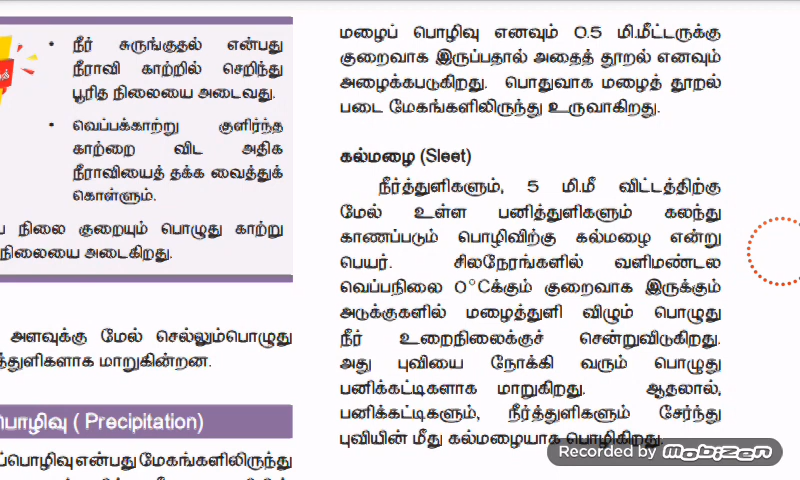 • நீர் சுருங்குதல் என்பது
நீராவி காற்றில் செறிந்து
பூரித நிலையை அடைவது.
• வெப்பக்காற்று குளிர்ந்த
காற்றை விட அதிக
நீராவியைத் தக்க வைத்துக்
கொள்ளும்.
நிலை குறையும் பொழுது காற்று
நிலையை அடைகிறது.
அளவுக்கு மேல் செல்லும்பொழுது
த்துளிகளாக மாறுகின்றன.
பொழிவு ( Precipitation)
ப்பொழிவு என்பது மேகங்களிலிருந்து
மழைப் பொழிவு எனவும் 0.5 மி.மீட்டருக்கு
குறைவாக இருப்பதால் அதைத் தூறல் எனவும்
அழைக்கபடுகிறது. பொதுவாக மழைத் தூறல்
படை மேகங்களிலிருந்து உருவாகிறது.
கல்மழை (Sleet)
நீர்த்துளிகளும், 5 மி.மீ விட்டத்திற்கு
மேல் உள்ள பனித்துளிகளும் கலந்து
காணப்படும் பொழிவிற்கு கல்மழை என்று
பெயர். சிலநேரங்களில் வளிமண்டல
வெப்பநிலை 0°Cக்கும் குறைவாக இருக்கும்
அடுக்குகளில் மழைத்துளி விழும் பொழுது
நீர் உறைநிலைக்குச் சென்றுவிடுகிறது.
அது புவியை நோக்கி வரும் பொழுது
பனிக்கட்டிகளாக மாறுகிறது. ஆதலால்,
பனிக்கட்டிகளும், நீர்த்துளிகளும் சேர்ந்து
புவியின் மீது கல்மழையாக பொழிகிறது.
Recorded by mobizen